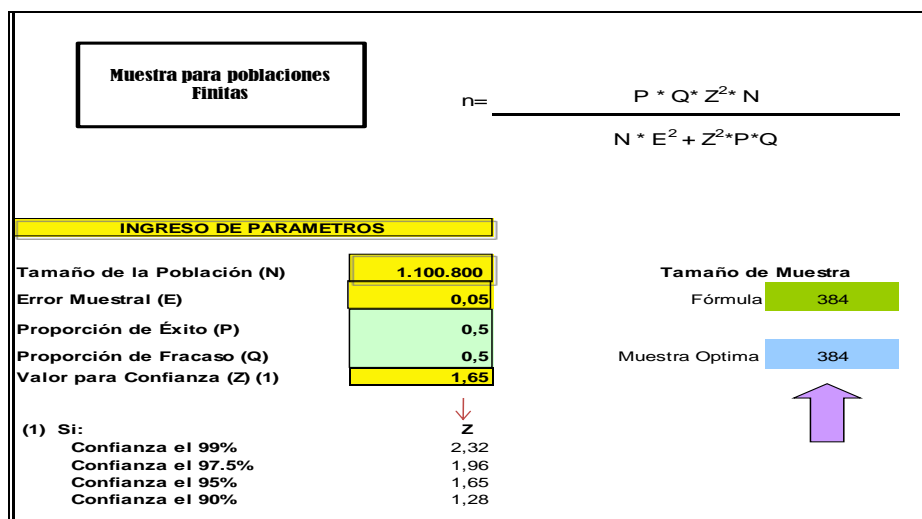 Muestra para poblaciones
Finitas
n=
P * Q* Z²* N
N * E² + Z²*P*Q
INGRESO DE PARAMETROS
Tamaño de la Población (N) 1.100.800 Tamaño de Muestra
Error Muestral (E) 0,05 Fórmula 384
Proporción de Éxito (P) 0,5
Proporción de Fracaso (Q) 0,5 Muestra Optima 384
Valor para Confianza (Z) (1) 1,65
(1) Si: Z
Confianza el 99% 2,32
Confianza el 97.5% 1,96
Confianza el 95% 1,65
Confianza el 90% 1,28